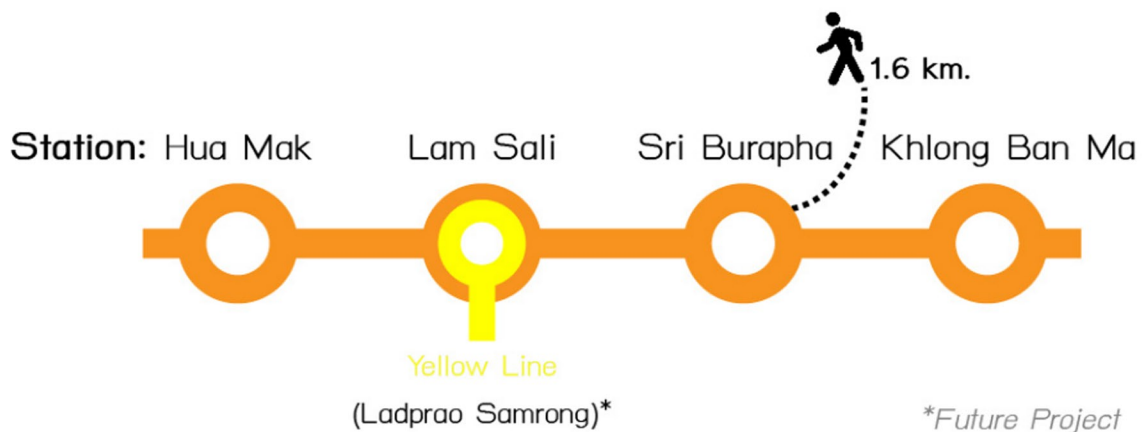 1.6 km.
Station: Hua Mak Lam Sali Sri Burapha Khlong Ban Ma
Yellow Line
(Ladprao Samrong)*
*Future Project